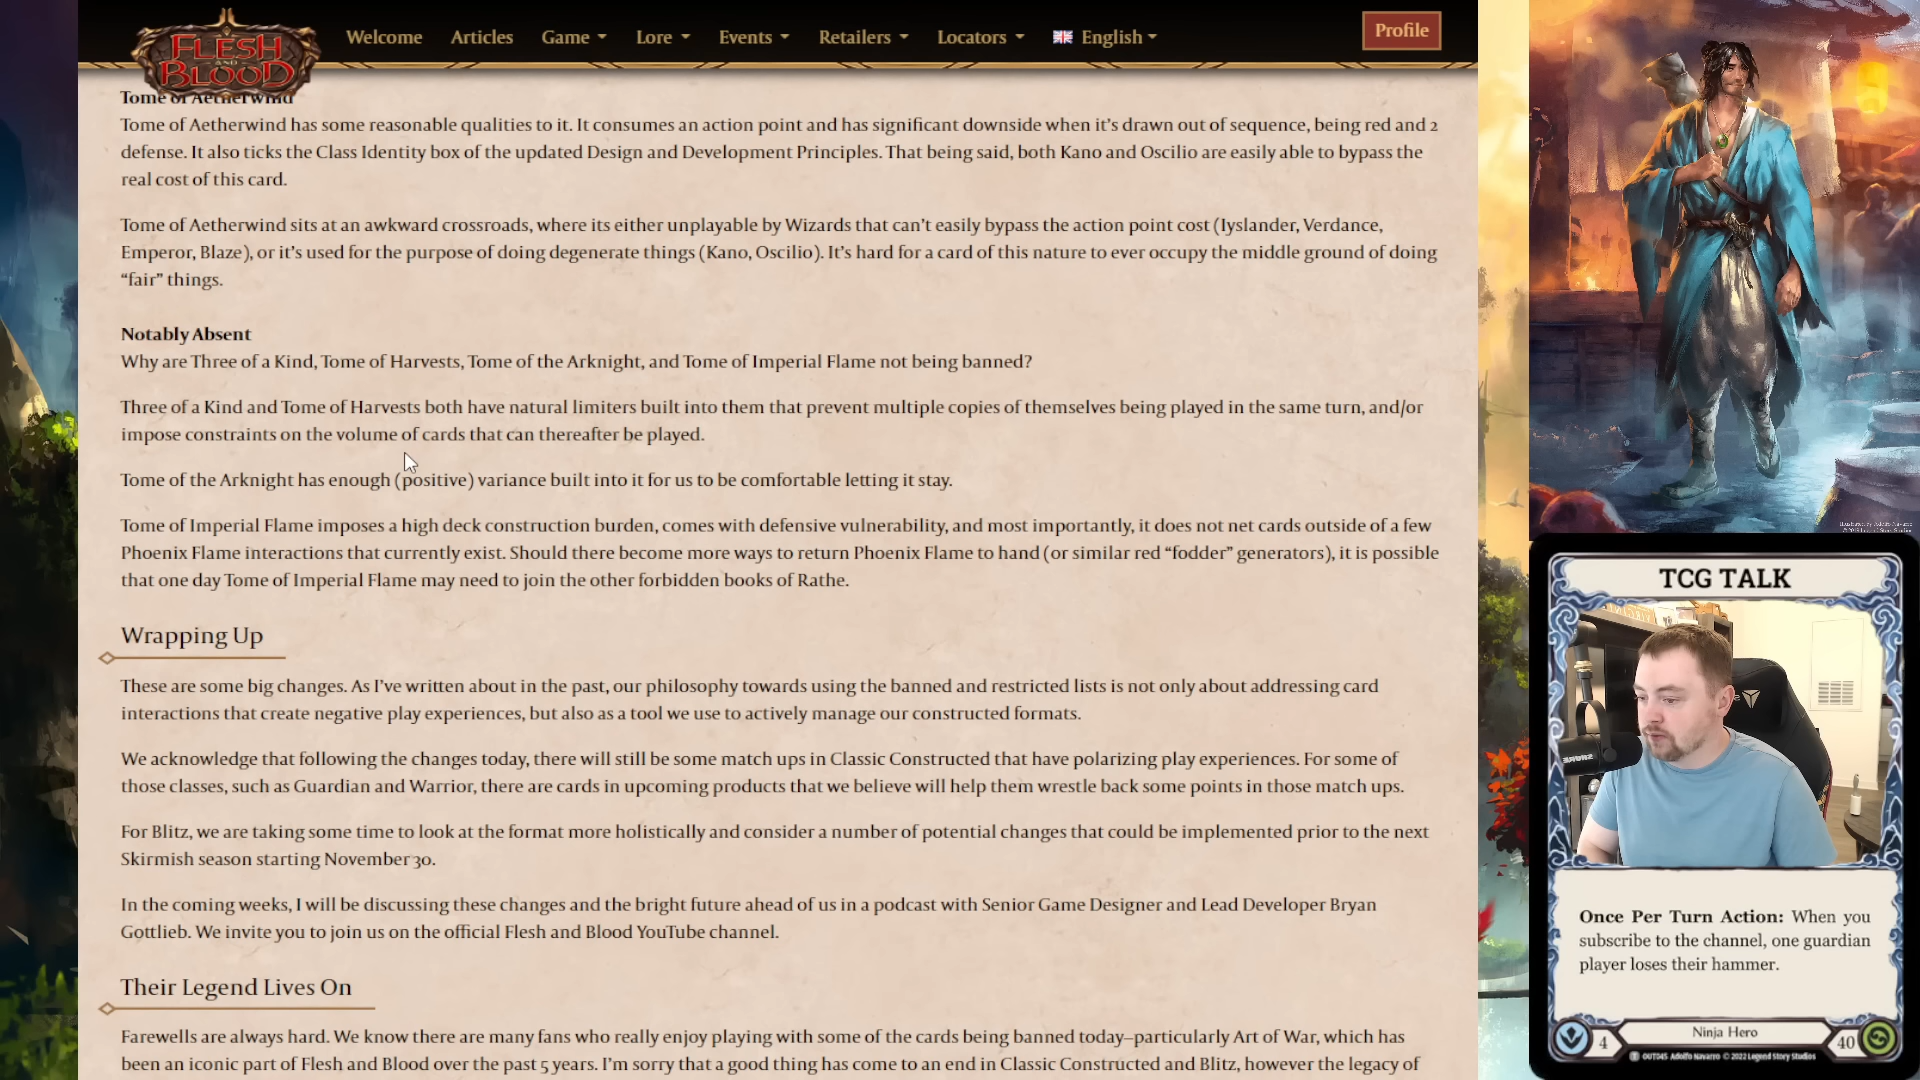 FLESH
AND
BLOOD
Welcome
Articles
Game
Lore
Events
Retailers
Locators
English
Profile
Tome of Aetherwind
Tome of Aetherwind has some reasonable qualities to it. It consumes an action point and has significant downside when it's drawn out of sequence, being red and 2
defense. It also ticks the Class Identity box of the updated Design and Development Principles. That being said, both Kano and Oscilio are easily able to bypass the
real cost of this card.
Tome of Aetherwind sits at an awkward crossroads, where its either unplayable by Wizards that can't easily bypass the action point cost (Iyslander, Verdance,
Emperor, Blaze), or it's used for the purpose of doing degenerate things (Kano, Oscilio). It's hard for a card of this nature to ever occupy the middle ground of doing
“fair” things.
Notably Absent
Why are Three of a Kind, Tome of Harvests, Tome of the Arknight, and Tome of Imperial Flame not being banned?
Three of a Kind and Tome of Harvests both have natural limiters built into them that prevent multiple copies of themselves being played in the same turn, and/or
impose constraints on the volume of cards that can thereafter be played.
Tome of the Arknight has enough (positive) variance built into it for us to be comfortable letting it stay.
Tome of Imperial Flame imposes a high deck construction burden, comes with defensive vulnerability, and most importantly, it does not net cards outside of a few
Phoenix Flame interactions that currently exist. Should there become more ways to return Phoenix Flame to hand (or similar red “fodder” generators), it is possible
that one day Tome of Imperial Flame may need to join the other forbidden books of Rathe.
Wrapping Up
These are some big changes. As I've written about in the past, our philosophy towards using the banned and restricted lists is not only about addressing card
interactions that create negative play experiences, but also as a tool we use to actively manage our constructed formats.
We acknowledge that following the changes today, there will still be some match ups in Classic Constructed that have polarizing play experiences. For some of
those classes, such as Guardian and Warrior, there are cards in upcoming products that we believe will help them wrestle back some points in those match ups.
For Blitz, we are taking some time to look at the format more holistically and consider a number of potential changes that could be implemented prior to the next
Skirmish season starting November 30.
In the coming weeks, I will be discussing these changes and the bright future ahead of us in a podcast with Senior Game Designer and Lead Developer Bryan
Gottlieb. We invite you to join us on the official Flesh and Blood YouTube channel.
Their Legend Lives On
Farewells are always hard. We know there are many fans who really enjoy playing with some of the cards being banned today–particularly Art of War, which has
been an iconic part of Flesh and Blood over the past 5 years. I'm sorry that a good thing has come to an end in Classic Constructed and Blitz, however the legacy of
TCG TALK
Once Per Turn Action: When you
subscribe to the channel, one guardian
player loses their hammer.
4
Ninja Hero
40
OUT045 Adolfo Navarro © 2022 Legend Story Studios